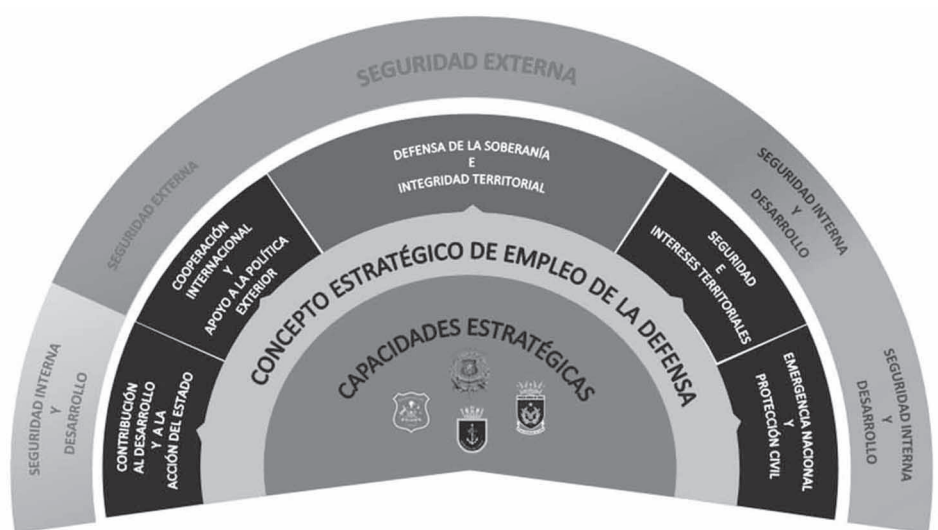 SEGURIDAD EXTERNA
SEGURIDAD EXTERNA
SEGURIDAD INTERNA
Y
DESARROLLO
SEGURIDAD INTERNA
Y
DESARROLLO
SEGURIDAD INTERNA
Y
DESARROLLO
DEFENSA DE LA SOBERANÍA
E
INTEGRIDAD TERRITORIAL
COOPERACIÓN
INTERNACIONAL
Y
APOYO A LA POLÍTICA
EXTERIOR
SEGURIDAD
E
INTERESES TERRITORIALES
CONTRIBUCIÓN
AL DESARROLLO
Y A LA
ACCIÓN DEL ESTADO
EMERGENCIA NACIONAL
Y
PROTECCIÓN CIVIL
CONCEPTO ESTRATÉGICO DE EMPLEO DE LA DEFENSA
CAPACIDADES ESTRATÉGICAS